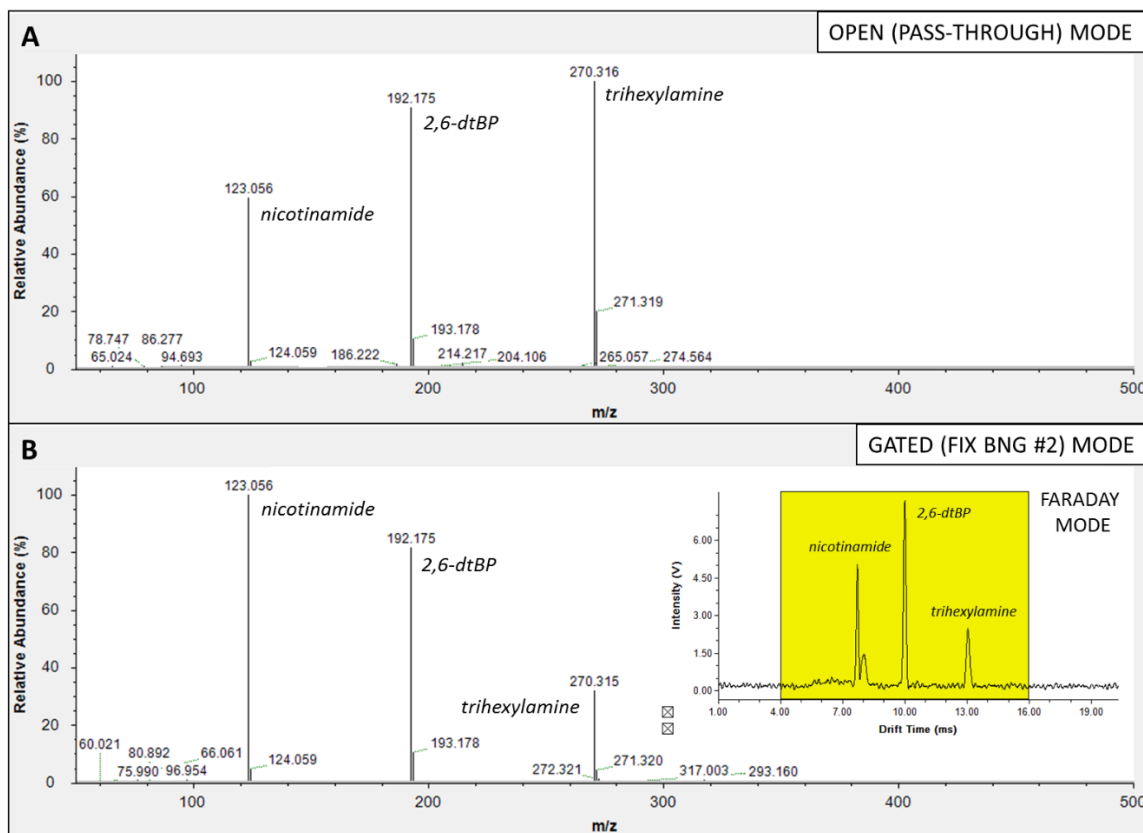 A
OPEN (PASS-THROUGH) MODE
Relative Abundance (%)
100
80
60
40
20
0
270.316
trihexylamine
192.175
2,6-dtBP
123.056
nicotinamide
271.319
193.178
78.747 86.277
65.024 94.693 124.059 186.222 214.217 204.106 265.057 274.564
100 200 300 400 500
m/z
B
GATED (FIX BNG #2) MODE
Relative Abundance (%)
100
80
60
40
20
0
123.056
nicotinamide
192.175
2,6-dtBP
270.315
trihexylamine
193.178
60.021 80.892 66.061 124.059
75.990 96.954
272.321 271.320 317.003 293.160
100 200 300 400 500
m/z
FARADAY
MODE
2,6-dtBP
nicotinamide
trihexylamine
Intensity (V)
6.00
4.50
3.00
1.50
0.00
1.00 4.00 7.00 10.00 13.00 16.00 19.00
Drift Time (ms)